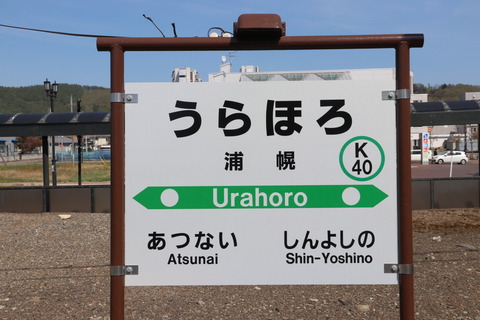 うらほろ
浦幌
K
40
Urahoro
あつない しんよしの
Atsunai Shin-Yoshino